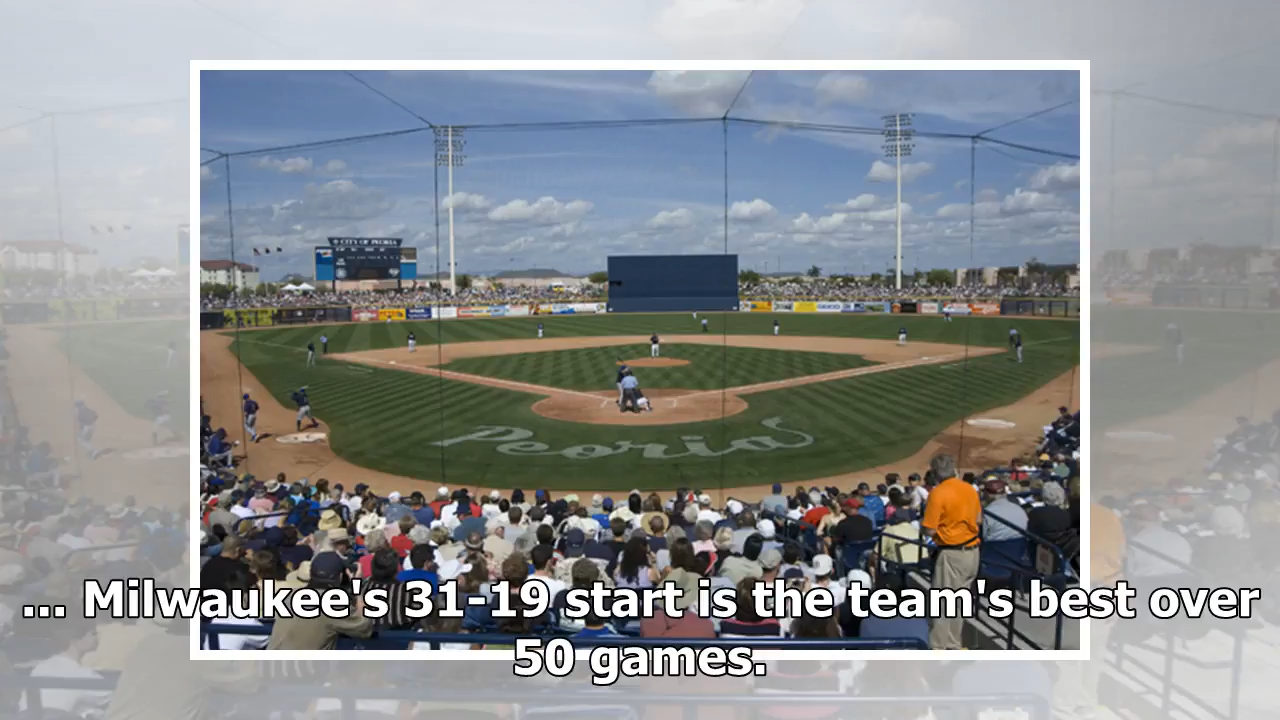 CITY OF PEORIA
Peoria
... Milwaukee's 31-19 start is the team's best over
50 games.